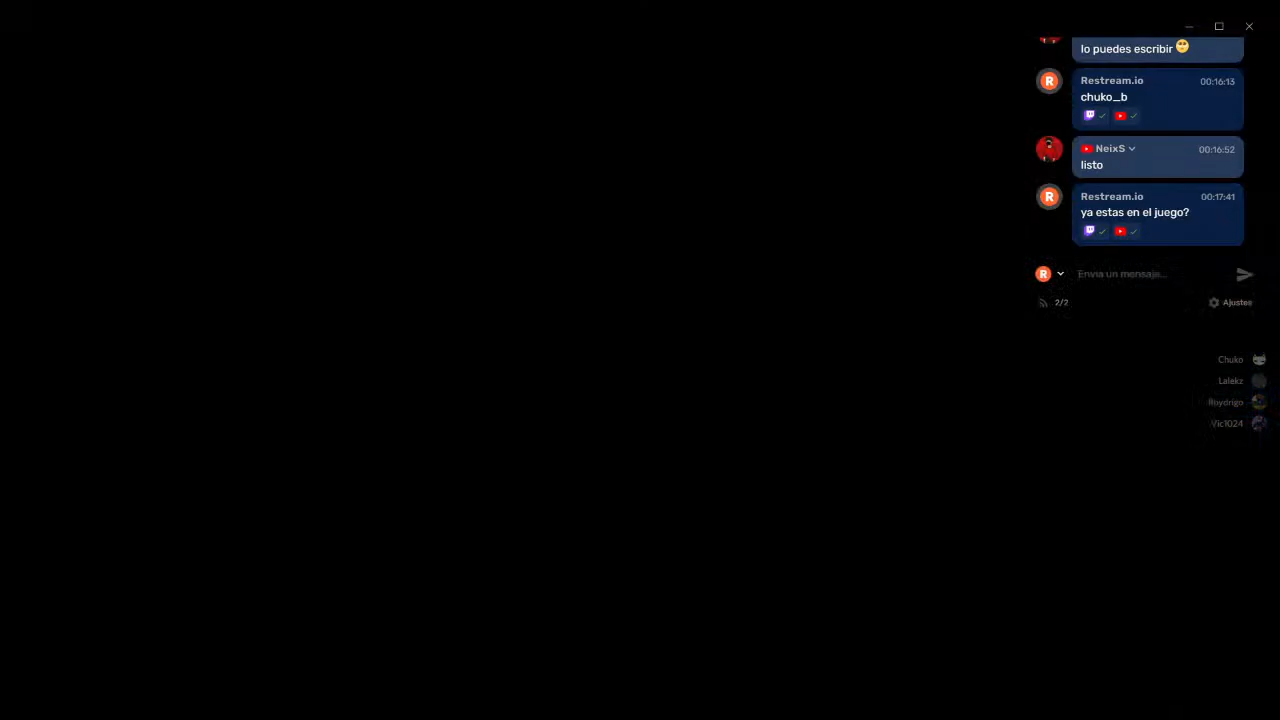 lo puedes escribir 🙄
Restream.io 00:16:13
chuko_b
NeixS 00:16:52
listo
Restream.io 00:17:41
ya estas en el juego?
Envia un mensaje...
2/2 Ajustes
Chuko
Lalekz
Roydrigo
Vic1024